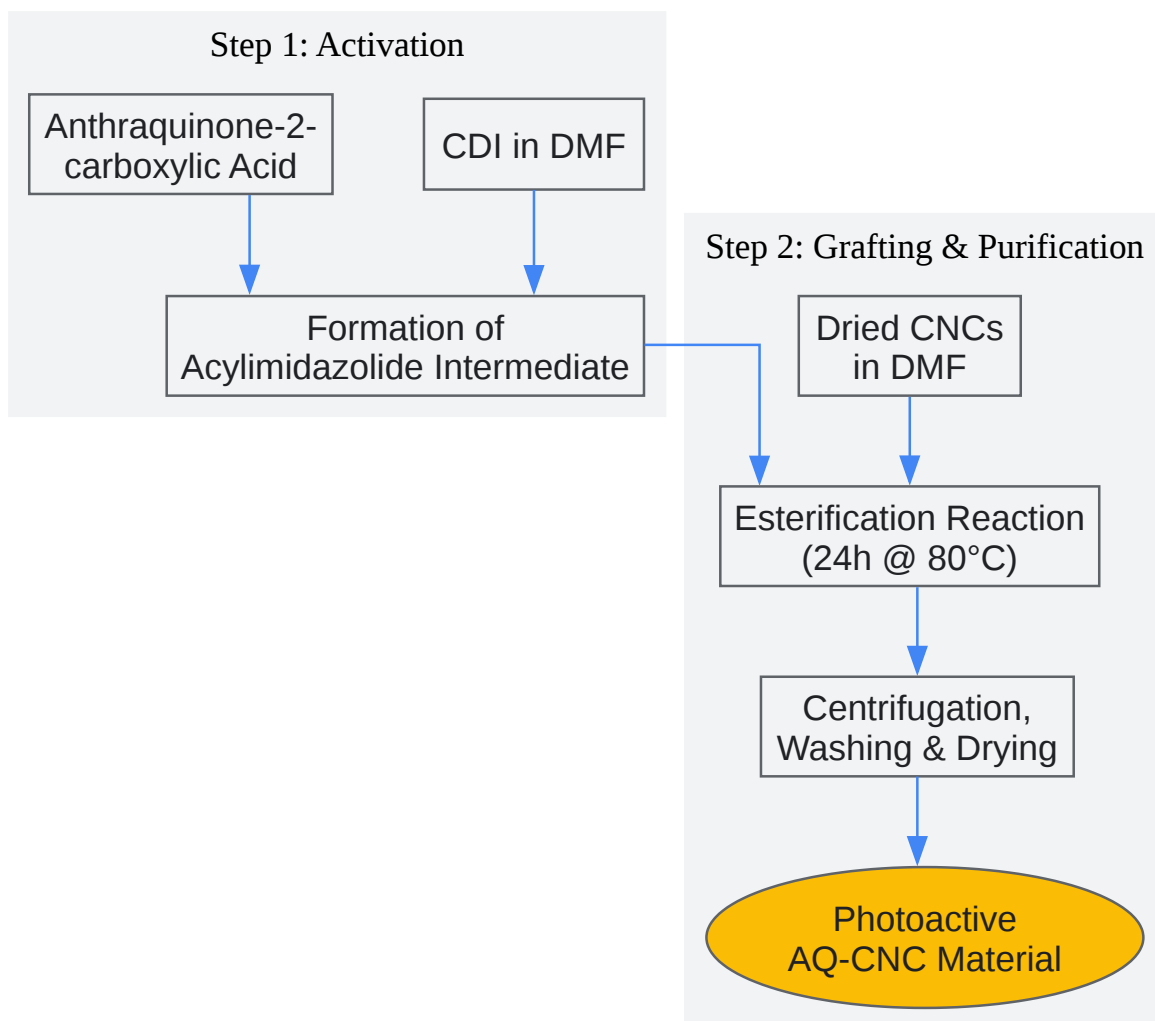 Step 1: Activation
Anthraquinone-2-
carboxylic Acid
CDI in DMF
Formation of
Acylimidazolide Intermediate
Step 2: Grafting & Purification
Dried CNCs
in DMF
Esterification Reaction
(24h @ 80°C)
Centrifugation,
Washing & Drying
Photoactive
AQ-CNC Material